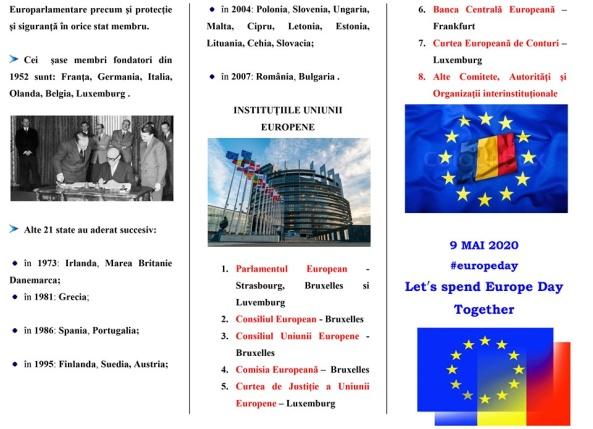 Europarlamentare precum și protecție
și siguranță în orice stat membru.
Cei șase membri fondatori din
1952 sunt: Franța, Germania, Italia,
Olanda, Belgia, Luxemburg .
Alte 21 state au aderat succesiv:
în 1973: Irlanda, Marea Britanie
Danemarca;
în 1981: Grecia;
în 1986: Spania, Portugalia;
în 1995: Finlanda, Suedia, Austria;
în 2004: Polonia, Slovenia, Ungaria,
Malta, Cipru, Letonia, Estonia,
Lituania, Cehia, Slovacia;
în 2007: România, Bulgaria .
INSTITUȚIILE UNIUNII
EUROPENE
1. Parlamentul European -
Strasbourg, Bruxelles si
Luvemburg
2. Consiliul European - Bruxelles
3. Consiliul Uniunii Europene -
Bruxelles
4. Comisia Europeană – Bruxelles
5. Curtea de Justiție a Uniunii
Europene – Luxemburg
6. Banca Centrală Europeană –
Frankfurt
7. Curtea Europeană de Conturi –
Luxemburg
8. Alte Comitete, Autorități și
Organizații interinstituționale
9 MAI 2020
#europeday
Let's spend Europe Day
Together